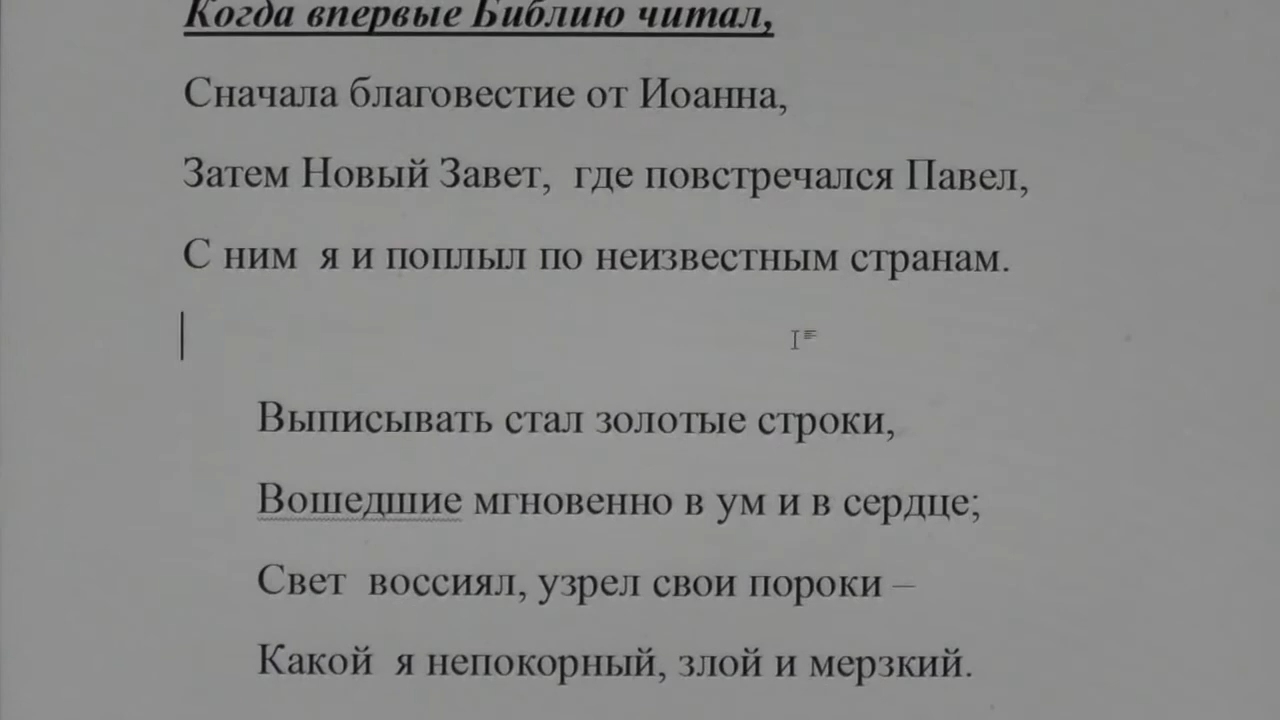 Когда впервые Библию читал,
Сначала благовестие от Иоанна,
Затем Новый Завет, где повстречался Павел,
С ним я и поплыл по неизвестным странам.
Выписывать стал золотые строки,
Вошедшие мгновенно в ум и в сердце;
Свет воссиял, узрел свои пороки –
Какой я непокорный, злой и мерзкий.